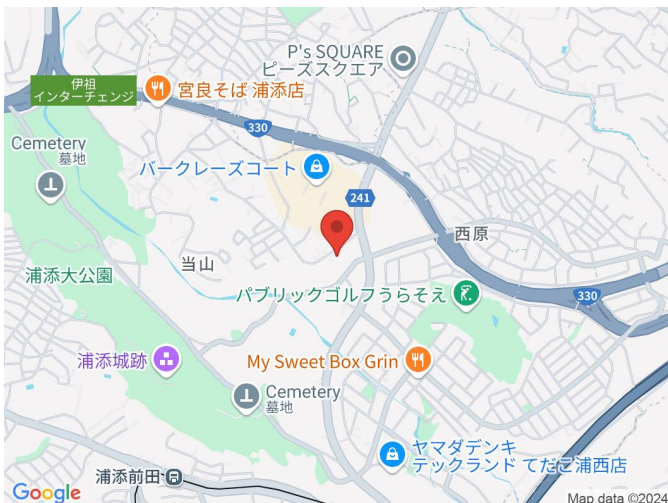 P's SQUARE
ピーズスクエア
伊祖
インターチェンジ
宮良そば 浦添店
330
Cemetery
墓地
バークレーズコート
241
西原
当山
浦添大公園
パブリックゴルフうらそえ
330
浦添城跡
My Sweet Box Grin
Cemetery
墓地
ヤマダデンキ
テックランド てだこ浦西店
浦添前田
Google
Map data ©2024